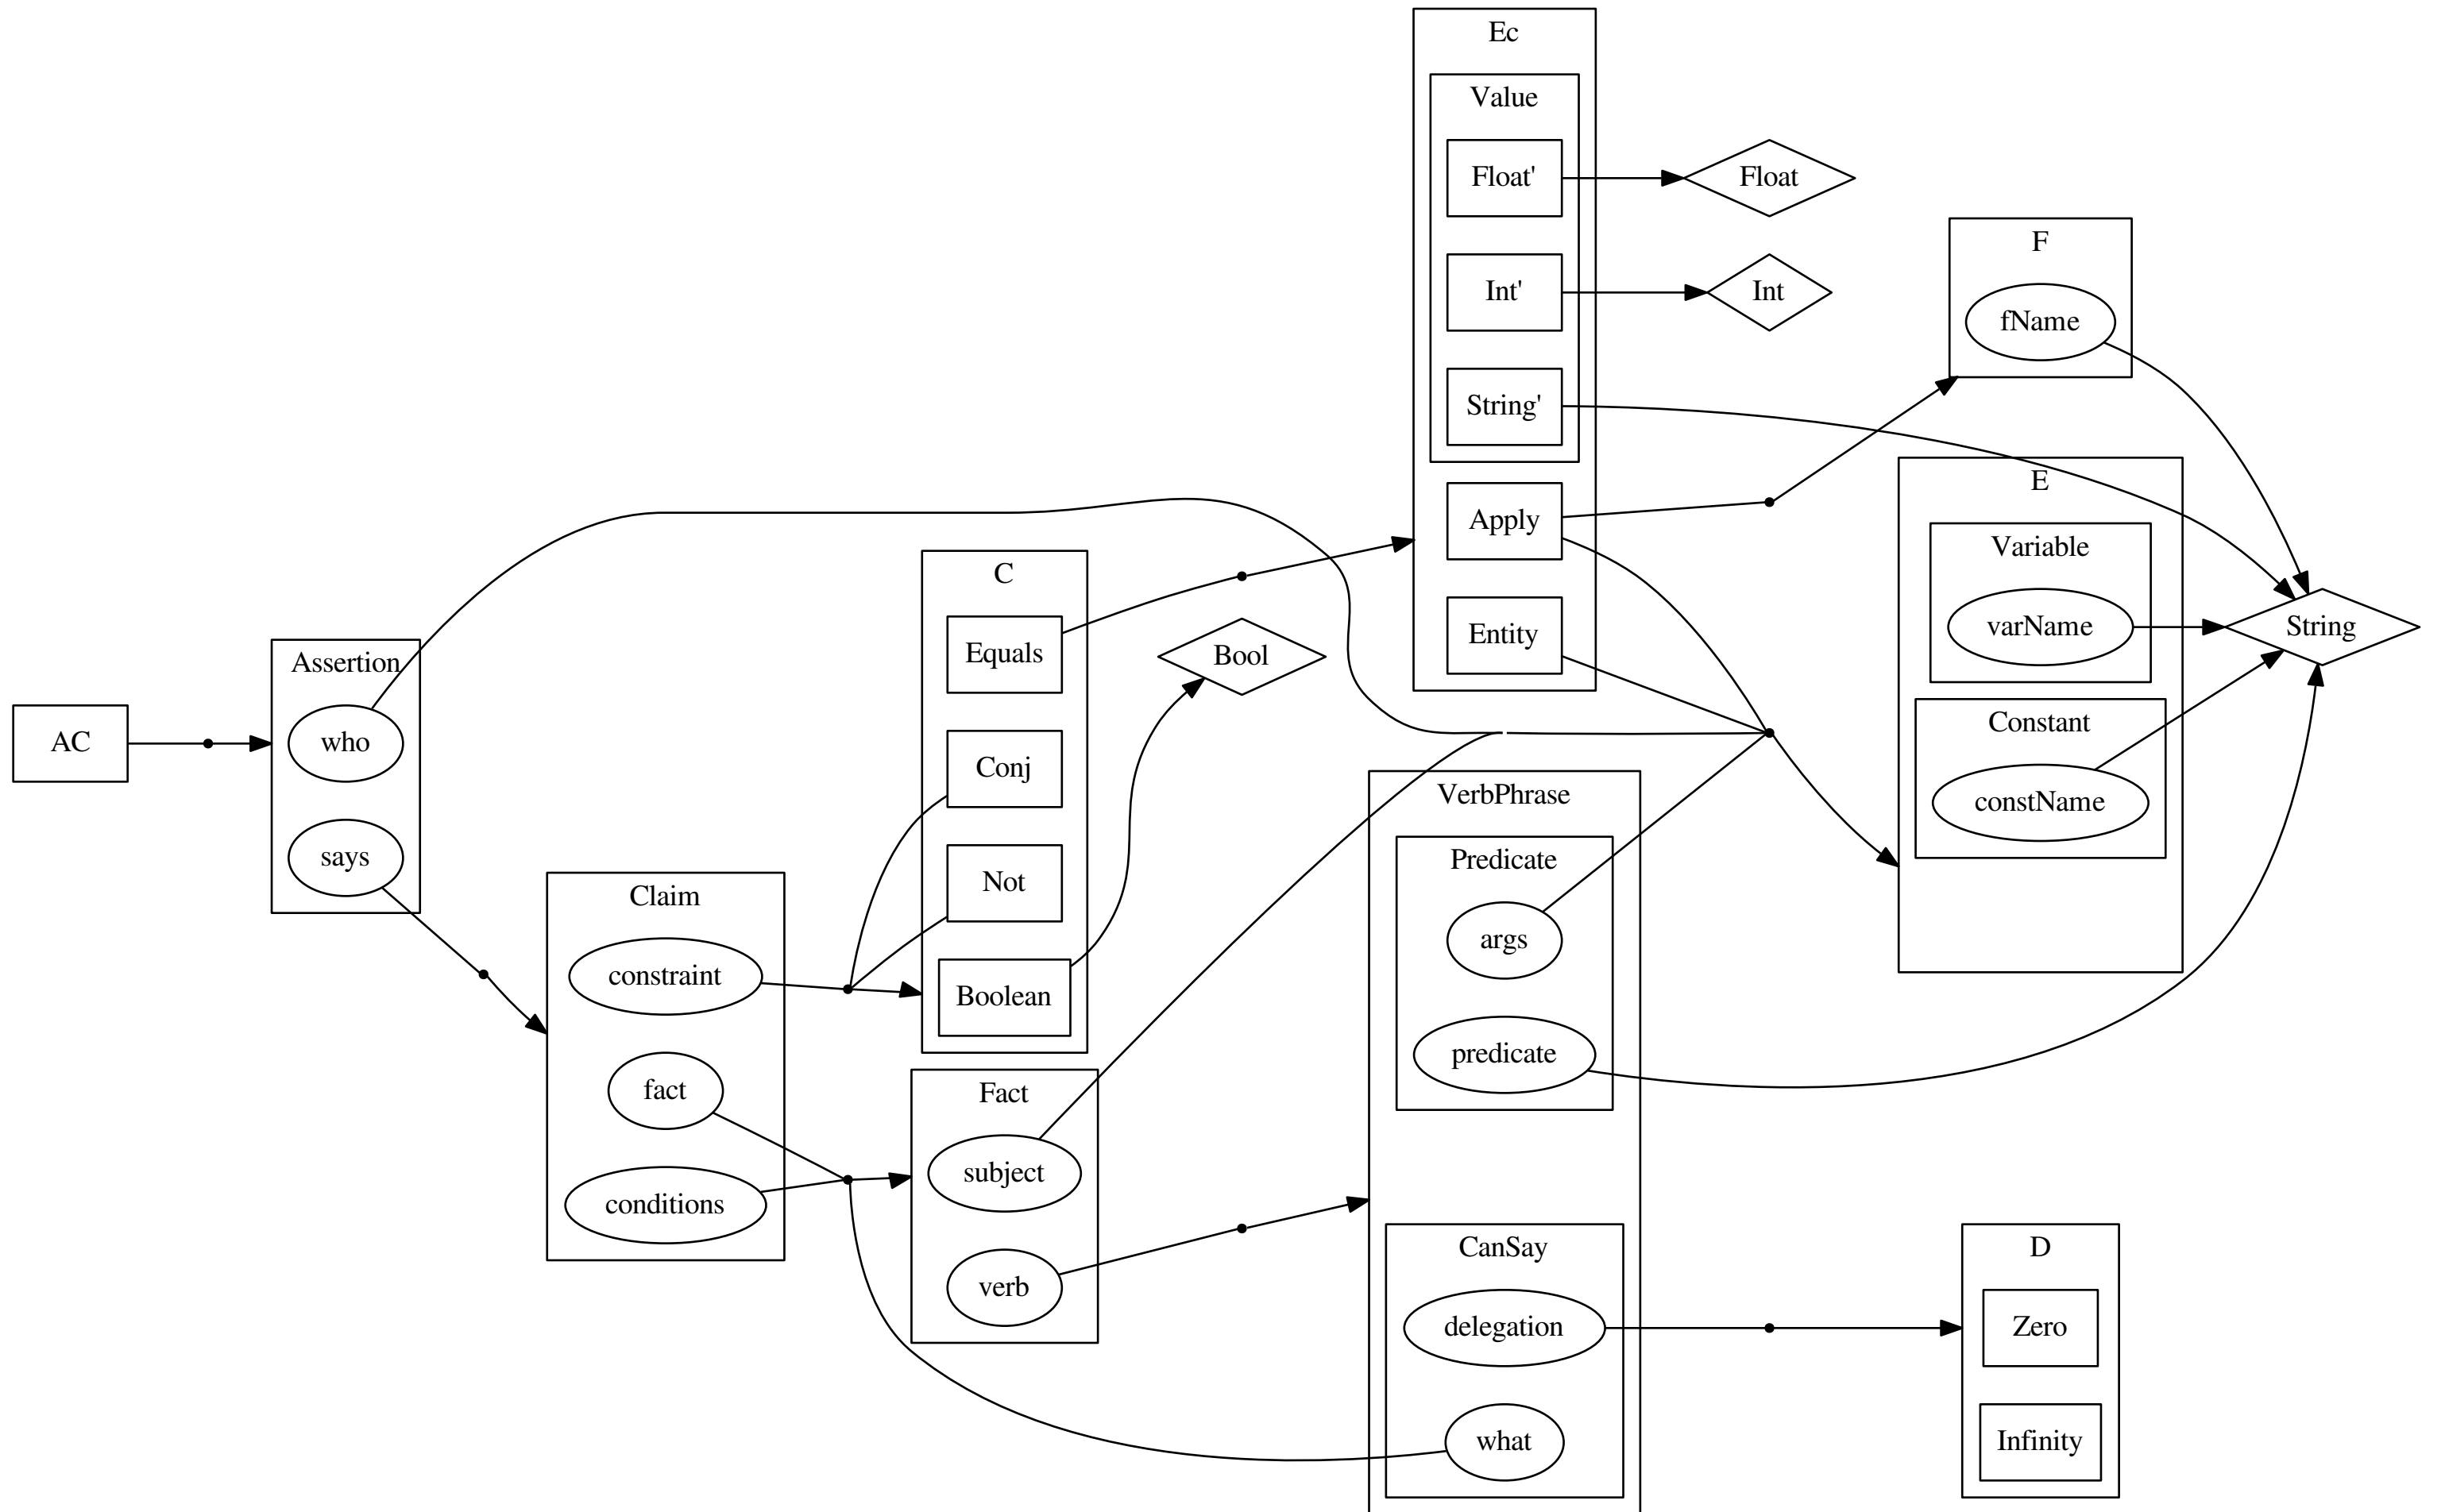 AC
Assertion
who
says
Claim
constraint
fact
conditions
C
Equals
Conj
Not
Boolean
Fact
subject
verb
Bool
Ec
Value
Float'
Int'
String'
Apply
Entity
VerbPhrase
Predicate
args
predicate
CanSay
delegation
what
Float
Int
F
fName
E
Variable
varName
Constant
constName
D
Zero
Infinity
String